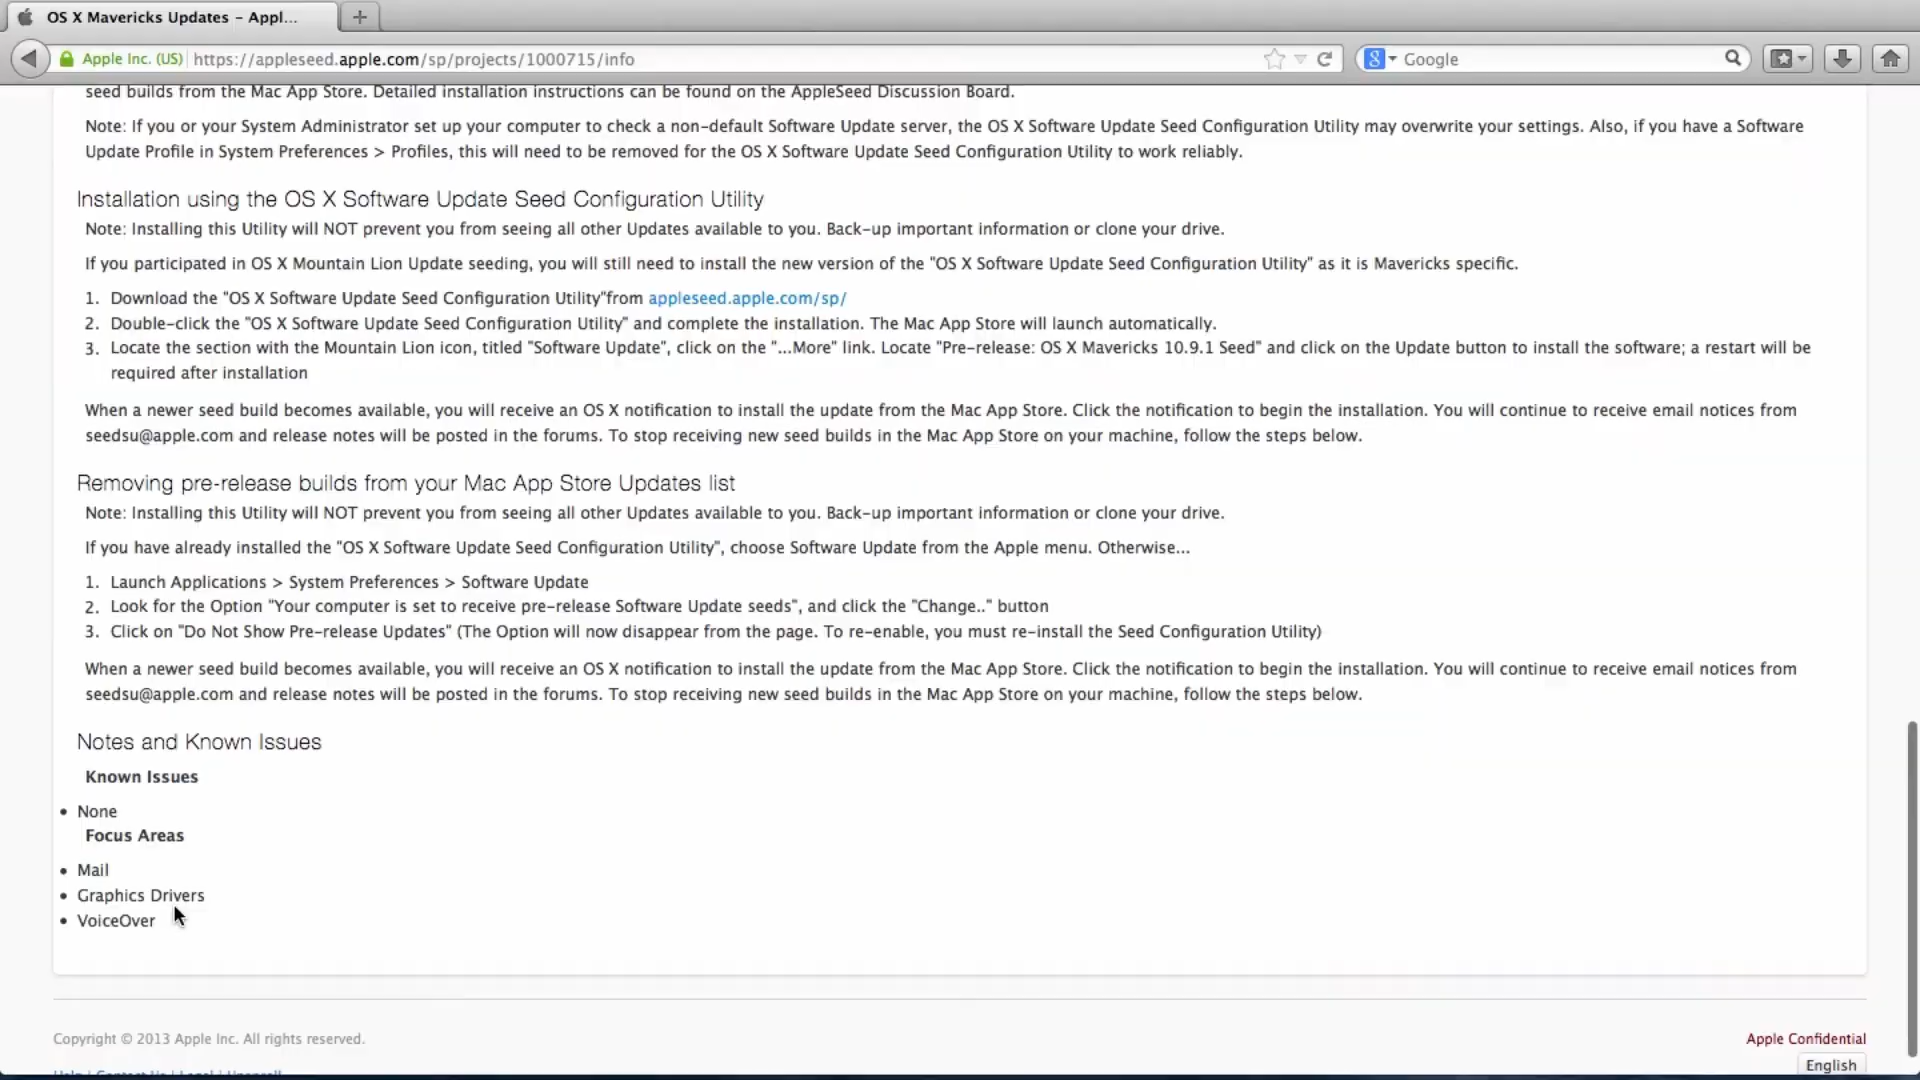 OS X Mavericks Updates – Appl...
Apple Inc. (US) https://appleseed.apple.com/sp/projects/1000715/info
Google
seed builds from the Mac App Store. Detailed installation instructions can be found on the AppleSeed Discussion Board.
Note: If you or your System Administrator set up your computer to check a non-default Software Update server, the OS X Software Update Seed Configuration Utility may overwrite your settings. Also, if you have a Software
Update Profile in System Preferences > Profiles, this will need to be removed for the OS X Software Update Seed Configuration Utility to work reliably.
Installation using the OS X Software Update Seed Configuration Utility
Note: Installing this Utility will NOT prevent you from seeing all other Updates available to you. Back-up important information or clone your drive.
If you participated in OS X Mountain Lion Update seeding, you will still need to install the new version of the "OS X Software Update Seed Configuration Utility" as it is Mavericks specific.
1. Download the "OS X Software Update Seed Configuration Utility"from appleseed.apple.com/sp/
2. Double-click the "OS X Software Update Seed Configuration Utility" and complete the installation. The Mac App Store will launch automatically.
3. Locate the section with the Mountain Lion icon, titled "Software Update", click on the "...More" link. Locate "Pre-release: OS X Mavericks 10.9.1 Seed" and click on the Update button to install the software; a restart will be
required after installation
When a newer seed build becomes available, you will receive an OS X notification to install the update from the Mac App Store. Click the notification to begin the installation. You will continue to receive email notices from
seedsu@apple.com and release notes will be posted in the forums. To stop receiving new seed builds in the Mac App Store on your machine, follow the steps below.
Removing pre-release builds from your Mac App Store Updates list
Note: Installing this Utility will NOT prevent you from seeing all other Updates available to you. Back-up important information or clone your drive.
If you have already installed the "OS X Software Update Seed Configuration Utility", choose Software Update from the Apple menu. Otherwise...
1. Launch Applications > System Preferences > Software Update
2. Look for the Option "Your computer is set to receive pre-release Software Update seeds", and click the "Change.." button
3. Click on "Do Not Show Pre-release Updates" (The Option will now disappear from the page. To re-enable, you must re-install the Seed Configuration Utility)
When a newer seed build becomes available, you will receive an OS X notification to install the update from the Mac App Store. Click the notification to begin the installation. You will continue to receive email notices from
seedsu@apple.com and release notes will be posted in the forums. To stop receiving new seed builds in the Mac App Store on your machine, follow the steps below.
Notes and Known Issues
Known Issues
• None
Focus Areas
• Mail
• Graphics Drivers
• VoiceOver
Copyright © 2013 Apple Inc. All rights reserved.
Apple Confidential
Help | Contact Us | Legal | Unenroll
English